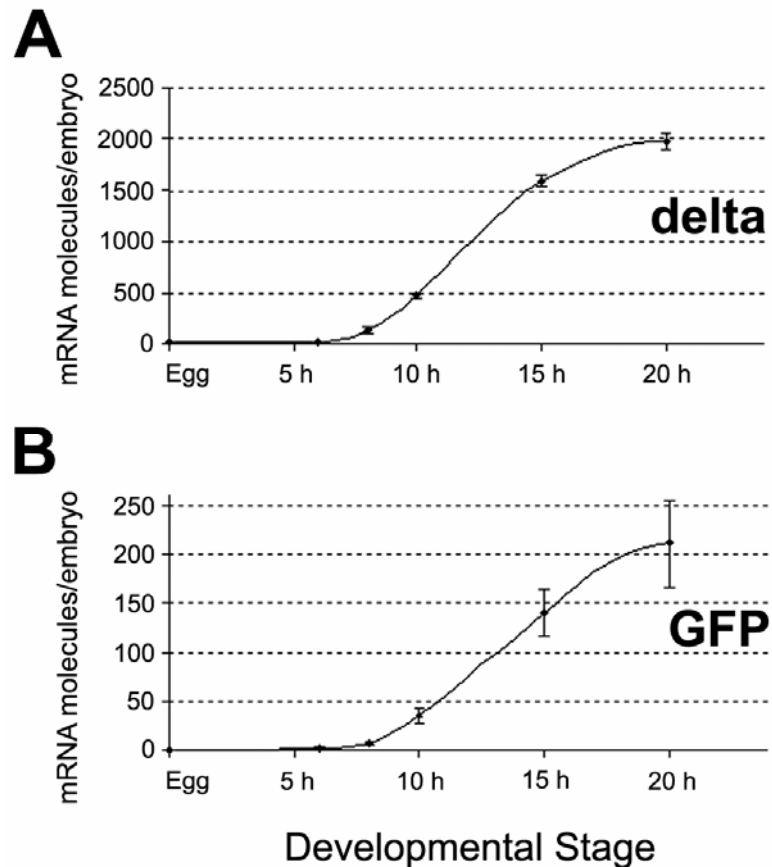 A
mRNA molecules/embryo
2500
2000
1500
1000
500
0
delta
Egg 5 h 10 h 15 h 20 h
B
mRNA molecules/embryo
250
200
150
100
50
0
GFP
Egg 5 h 10 h 15 h 20 h
Developmental Stage